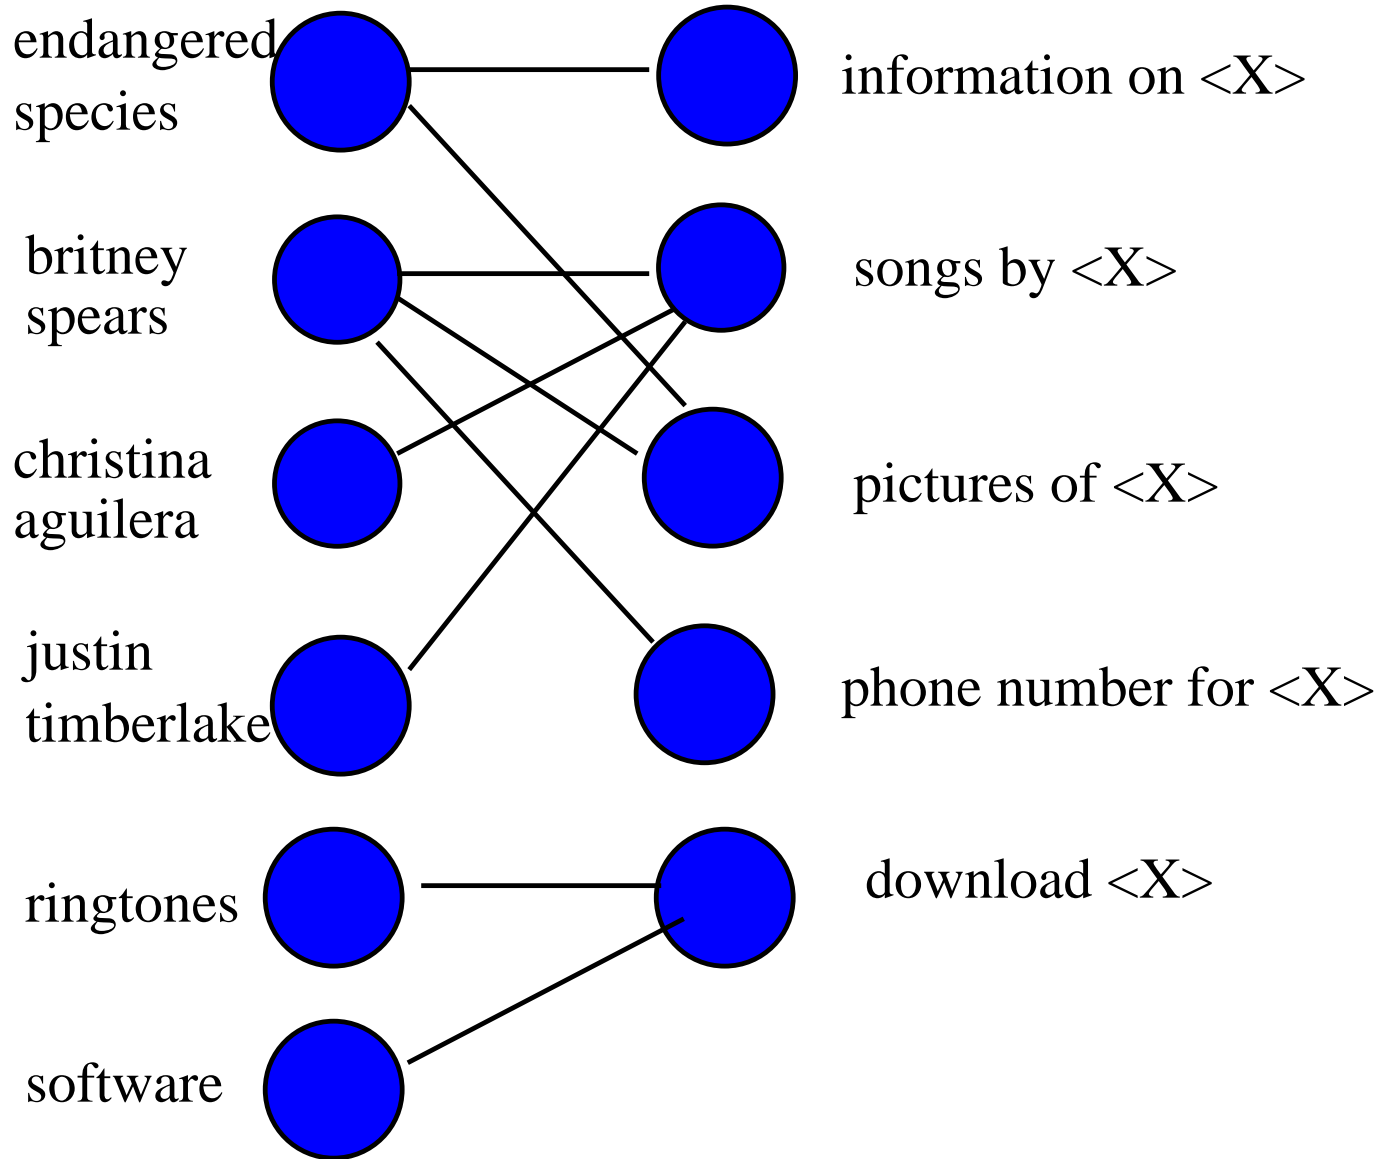 endangered
species
information on <X>
britney
spears
songs by <X>
christina
aguilera
pictures of <X>
justin
timberlake
phone number for <X>
ringtones
download <X>
software